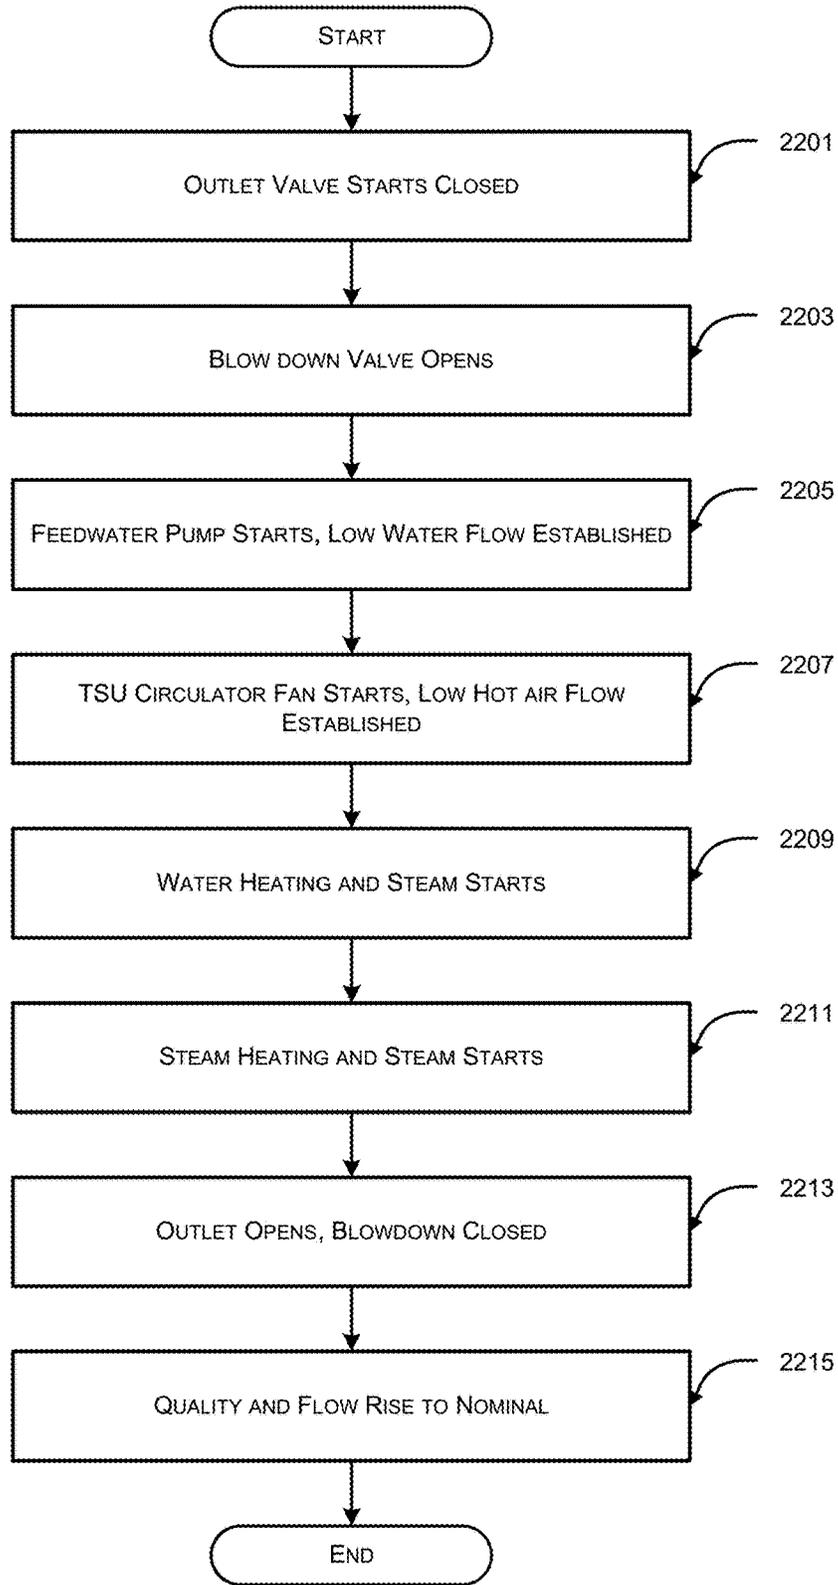 START
2201
OUTLET VALVE STARTS CLOSED
2203
BLOW DOWN VALVE OPENS
2205
FEEDWATER PUMP STARTS, LOW WATER FLOW ESTABLISHED
2207
TSU CIRCULATOR FAN STARTS, LOW HOT AIR FLOW
ESTABLISHED
2209
WATER HEATING AND STEAM STARTS
2211
STEAM HEATING AND STEAM STARTS
2213
OUTLET OPENS, BLOWDOWN CLOSED
2215
QUALITY AND FLOW RISE TO NOMINAL
END